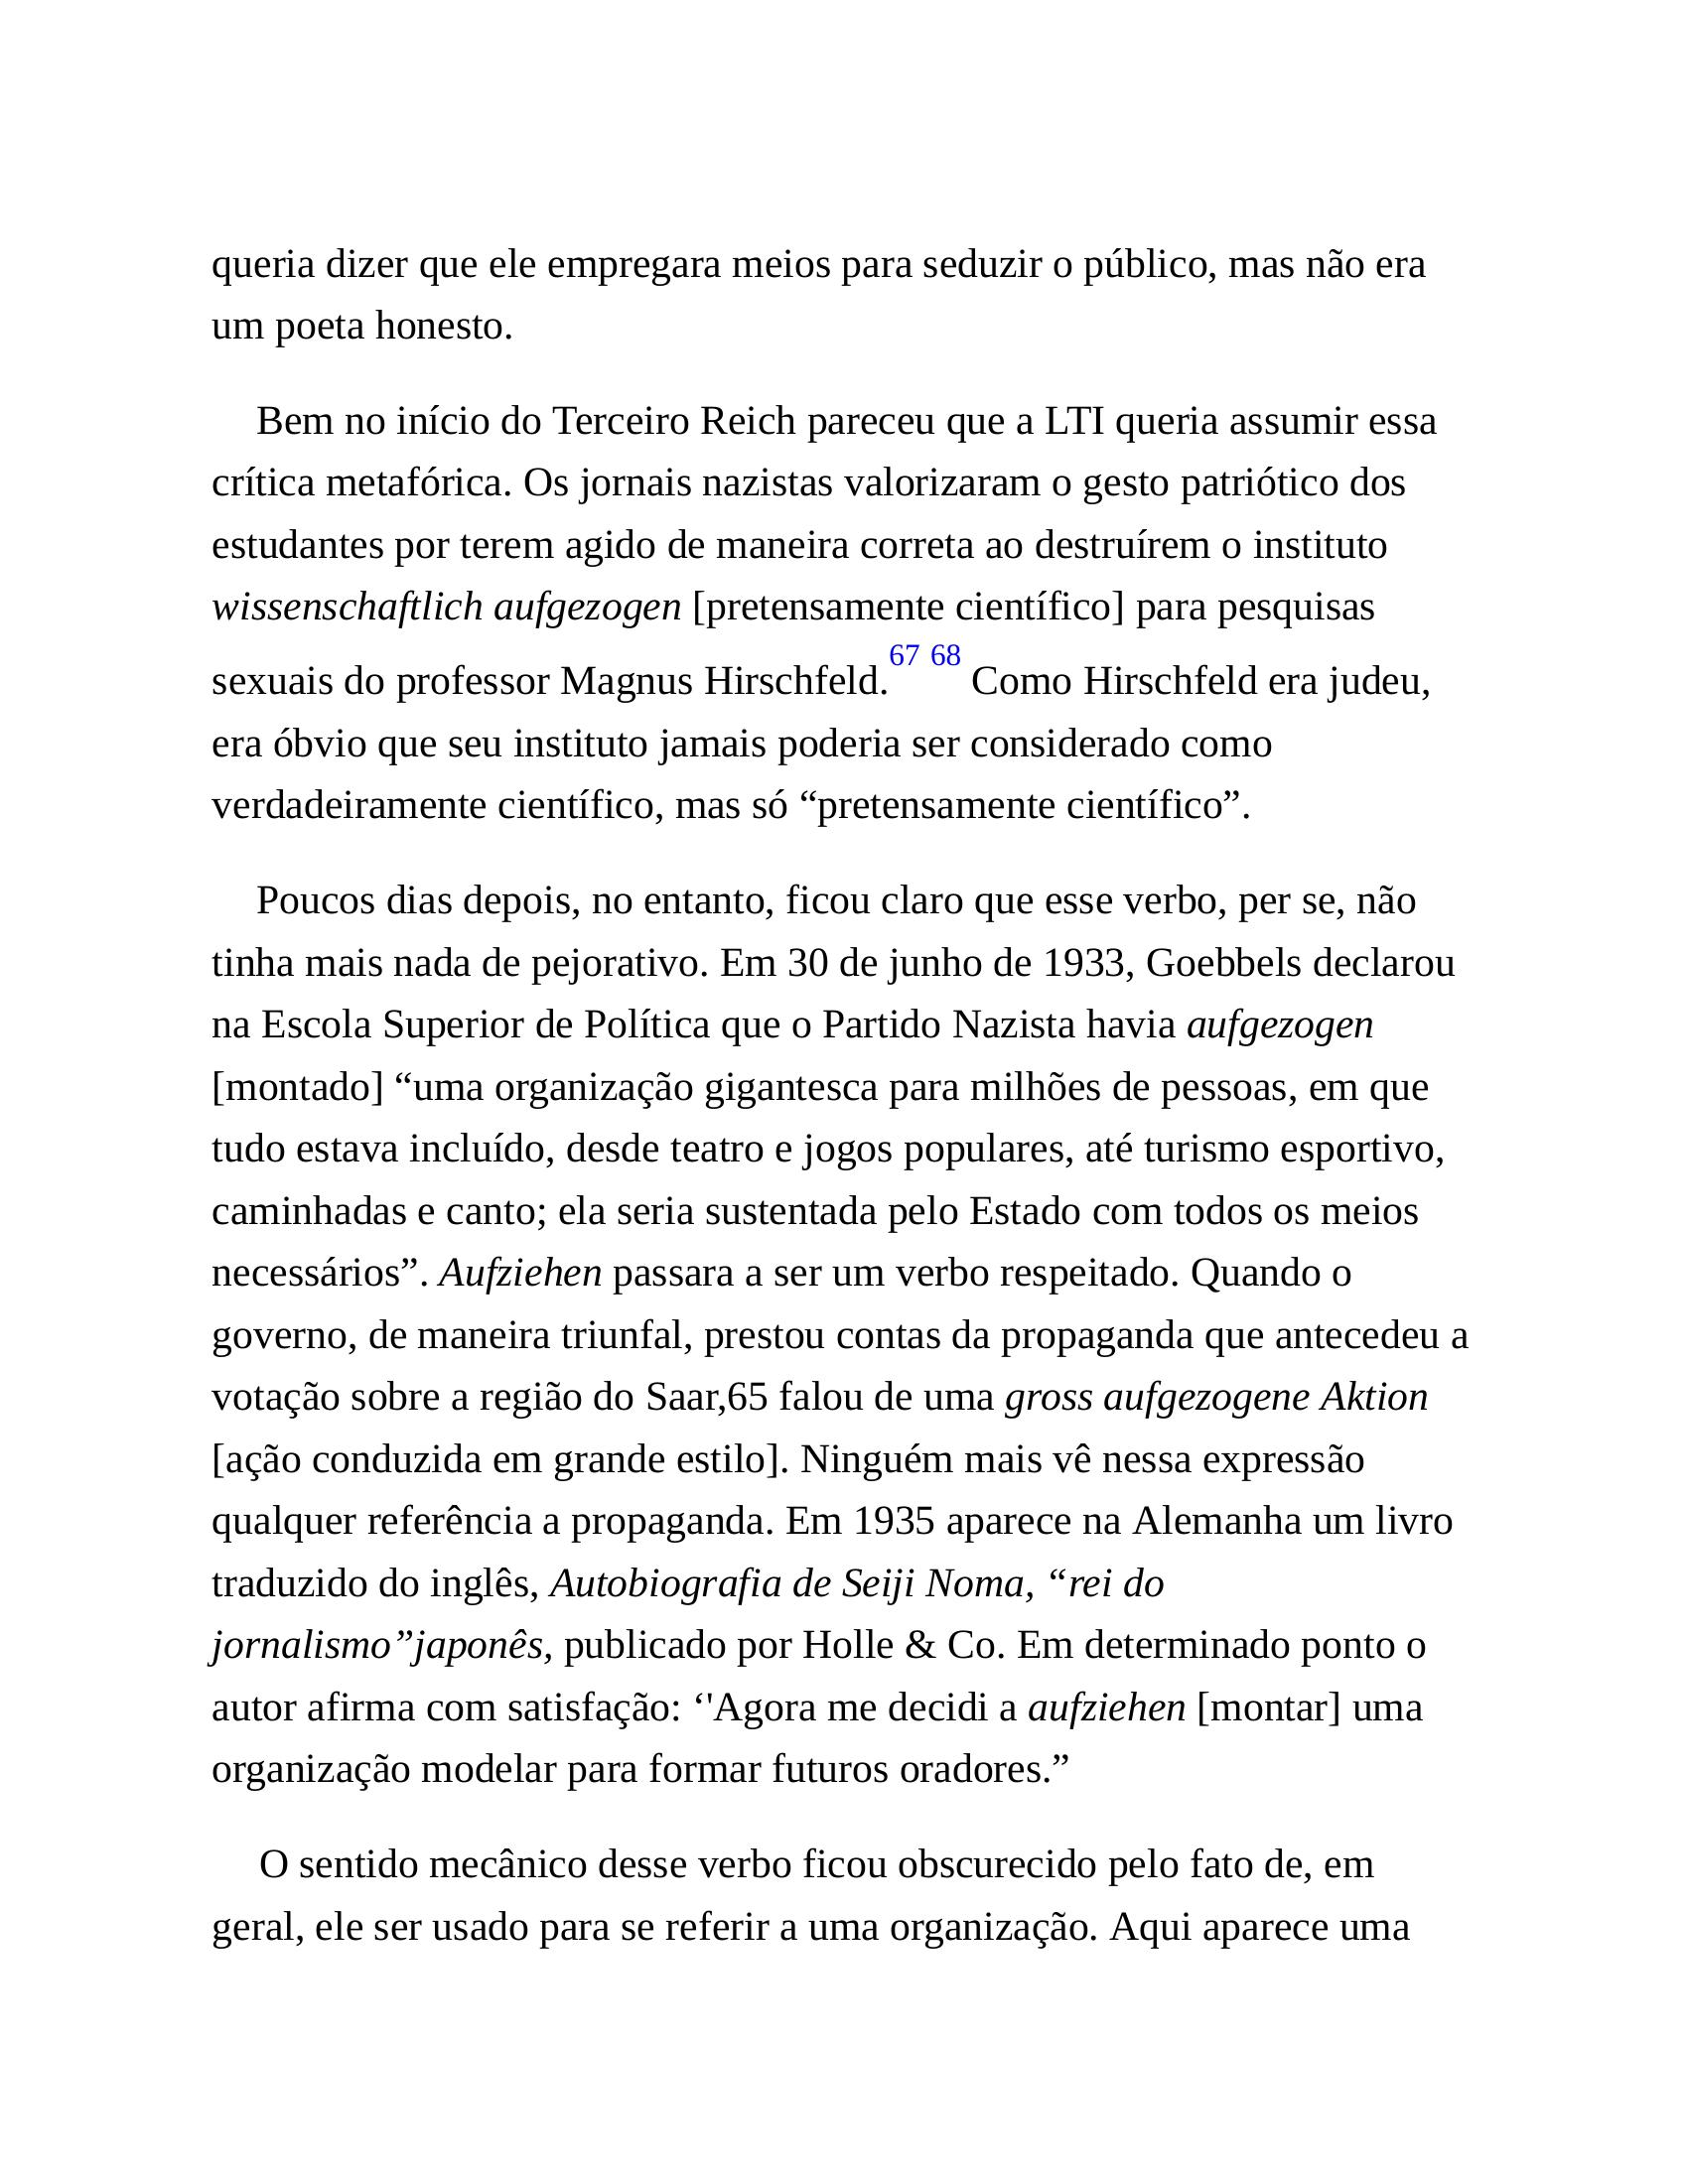 queria dizer que ele empregara meios para seduzir o público, mas não era
um poeta honesto.
Bem no início do Terceiro Reich pareceu que a LTI queria assumir essa
crítica metafórica. Os jornais nazistas valorizaram o gesto patriótico dos
estudantes por terem agido de maneira correta ao destruírem o instituto
wissenschaftlich aufgezogen [pretensamente científico] para pesquisas
sexuais do professor Magnus Hirschfeld.67 68 Como Hirschfeld era judeu,
era óbvio que seu instituto jamais poderia ser considerado como
verdadeiramente científico, mas só “pretensamente científico”.
Poucos dias depois, no entanto, ficou claro que esse verbo, per se, não
tinha mais nada de pejorativo. Em 30 de junho de 1933, Goebbels declarou
na Escola Superior de Política que o Partido Nazista havia aufgezogen
[montado] “uma organização gigantesca para milhões de pessoas, em que
tudo estava incluído, desde teatro e jogos populares, até turismo esportivo,
caminhadas e canto; ela seria sustentada pelo Estado com todos os meios
necessários”. Aufziehen passara a ser um verbo respeitado. Quando o
governo, de maneira triunfal, prestou contas da propaganda que antecedeu a
votação sobre a região do Saar,65 falou de uma gross aufgezogene Aktion
[ação conduzida em grande estilo]. Ninguém mais vê nessa expressão
qualquer referência a propaganda. Em 1935 aparece na Alemanha um livro
traduzido do inglês, Autobiografia de Seiji Noma, “rei do
jornalismo”japonês, publicado por Holle & Co. Em determinado ponto o
autor afirma com satisfação: ‘'Agora me decidi a aufziehen [montar] uma
organização modelar para formar futuros oradores.”
O sentido mecânico desse verbo ficou obscurecido pelo fato de, em
geral, ele ser usado para se referir a uma organização. Aqui aparece uma